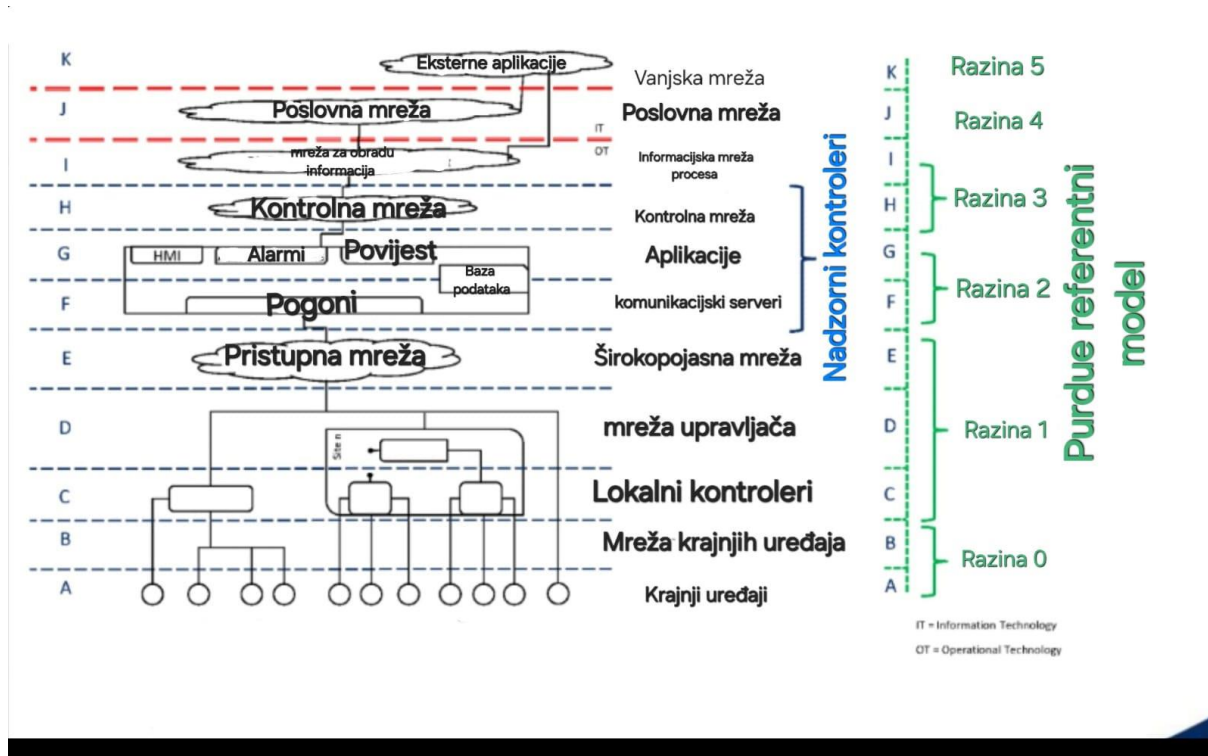 K
Eksterne aplikacije
Vanjska mreža
K
Razina 5
J
Poslovna mreža
Poslovna mreža
J
Razina 4
IT
OT
I
mreža za obradu
informacija
Informacijska mreža
procesa
I
H
Kontrolna mreža
Kontrolna mreža
H
Razina 3
G
HMI
Alarmi
Povijest
Aplikacije
G
Baza
podataka
F
Pogoni
komunikacijski serveri
F
Razina 2
Nadzorni kontroleri
E
Pristupna mreža
Širokopojasna mreža
E
D
Site n
mreža upravljača
D
Razina 1
C
Lokalni kontroleri
C
B
Mreža krajnjih uređaja
B
Razina 0
A
Krajnji uređaji
A
Purdue referentni
model
IT = Information Technology
OT = Operational Technology